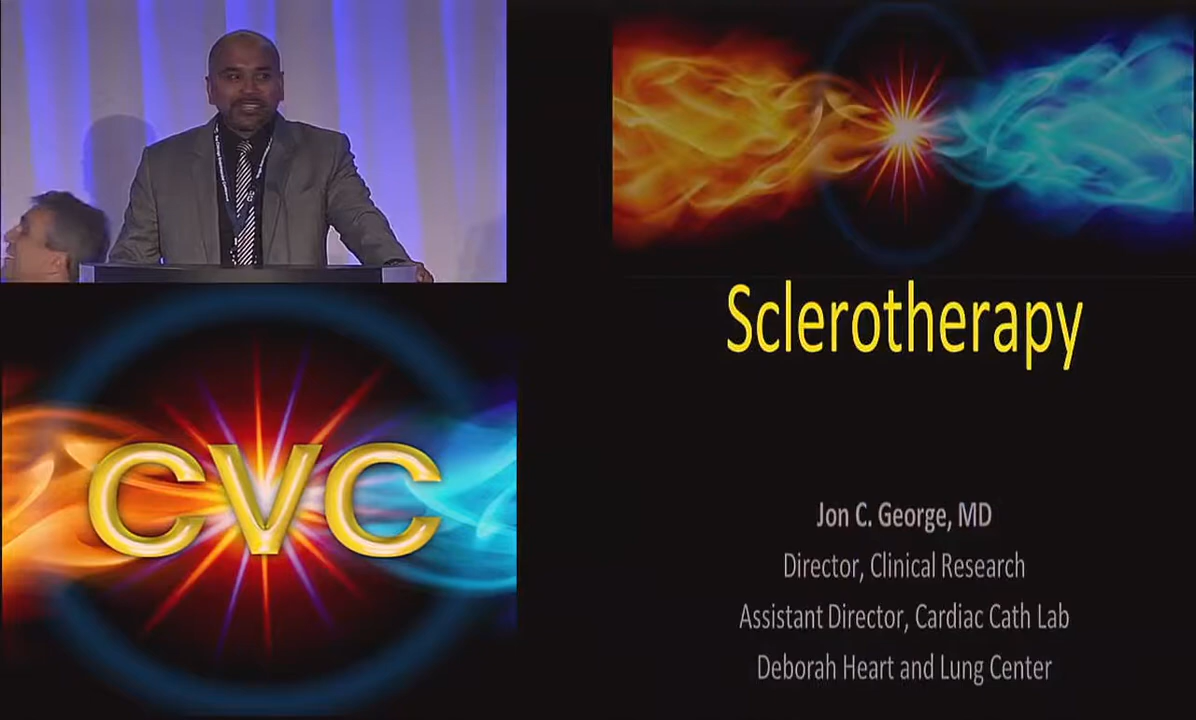 CVC
Sclerotherapy
Jon C. George, MD
Director, Clinical Research
Assistant Director, Cardiac Cath Lab
Deborah Heart and Lung Center